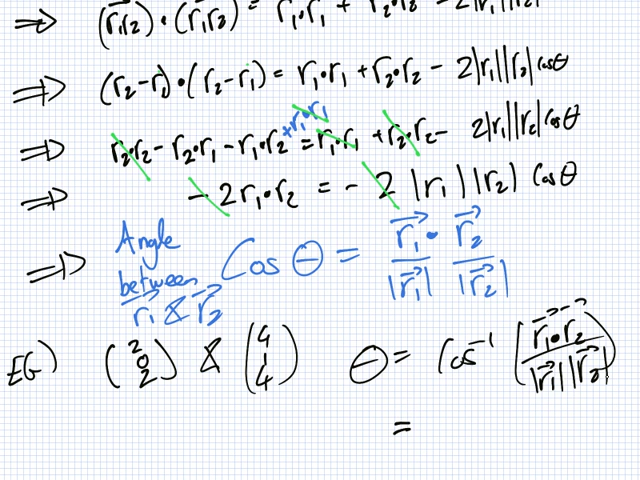 ⇒ (r₁r₂)·(r₁r₂) = r₁·r₁ + r₂·r₂ - 2|r₁||r₂|
⇒ (r₂-r₁)·(r₂-r₁) = r₁·r₁ + r₂·r₂ - 2|r₁||r₂|cosθ
⇒ r₂·r₂ - r₂·r₁ - r₁·r₂ + r₁·r₁ = r₁·r₁ + r₂·r₂ - 2|r₁||r₂|cosθ
⇒ - 2r₁·r₂ = - 2|r₁||r₂| cosθ
⇒ Angle between r₁ & r₂ Cos θ = r₁/|r₁| · r₂/|r₂|
EG) (2 0 2) & (4 1 4) θ = Cos⁻¹ (r₁·r₂/|r₁||r₂|)
=